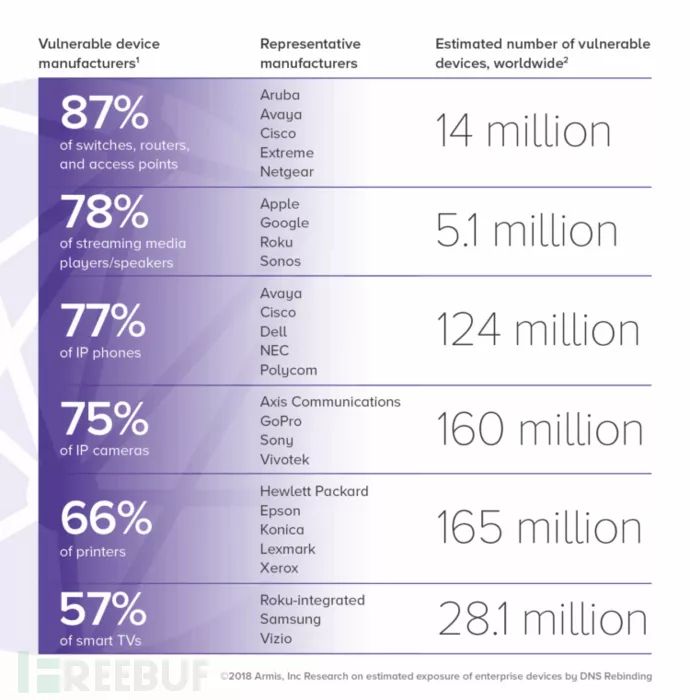 Vulnerable device
manufacturers¹
Representative
manufacturers
Estimated number of vulnerable
devices, worldwide²
87%
of switches, routers,
and access points
Aruba
Avaya
Cisco
Extreme
Netgear
14 million
78%
of streaming media
players/speakers
Apple
Google
Roku
Sonos
5.1 million
77%
of IP phones
Avaya
Cisco
Dell
NEC
Polycom
124 million
75%
of IP cameras
Axis Communications
GoPro
Sony
Vivotek
160 million
66%
of printers
Hewlett Packard
Epson
Konica
Lexmark
Xerox
165 million
57%
of smart TVs
Roku-integrated
Samsung
Vizio
28.1 million
FREEBUF
©2018 Armis, Inc Research on estimated exposure of enterprise devices by DNS Rebinding